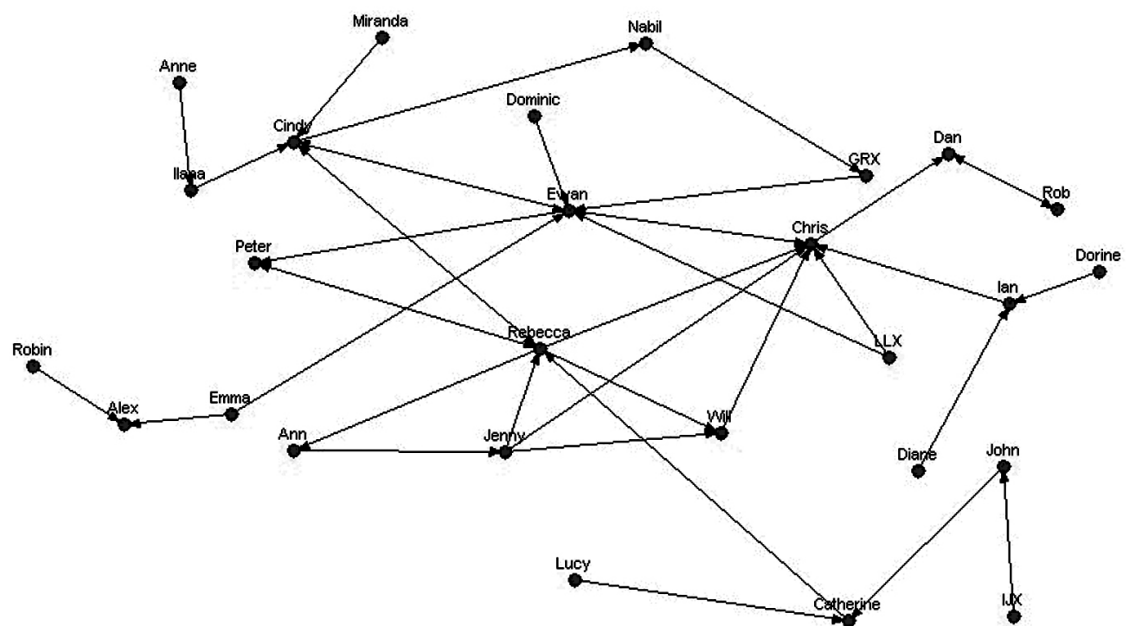 Miranda
Nabil
Anne
Dominic
Cindy
Dan
Ilana
GRX
Rob
Evvan
Chris
Peter
Dorine
Ian
Rebecca
LLX
Robin
Emma
Alex
Ann
Jenny
Will
Diane
John
Lucy
Catherine
IJX